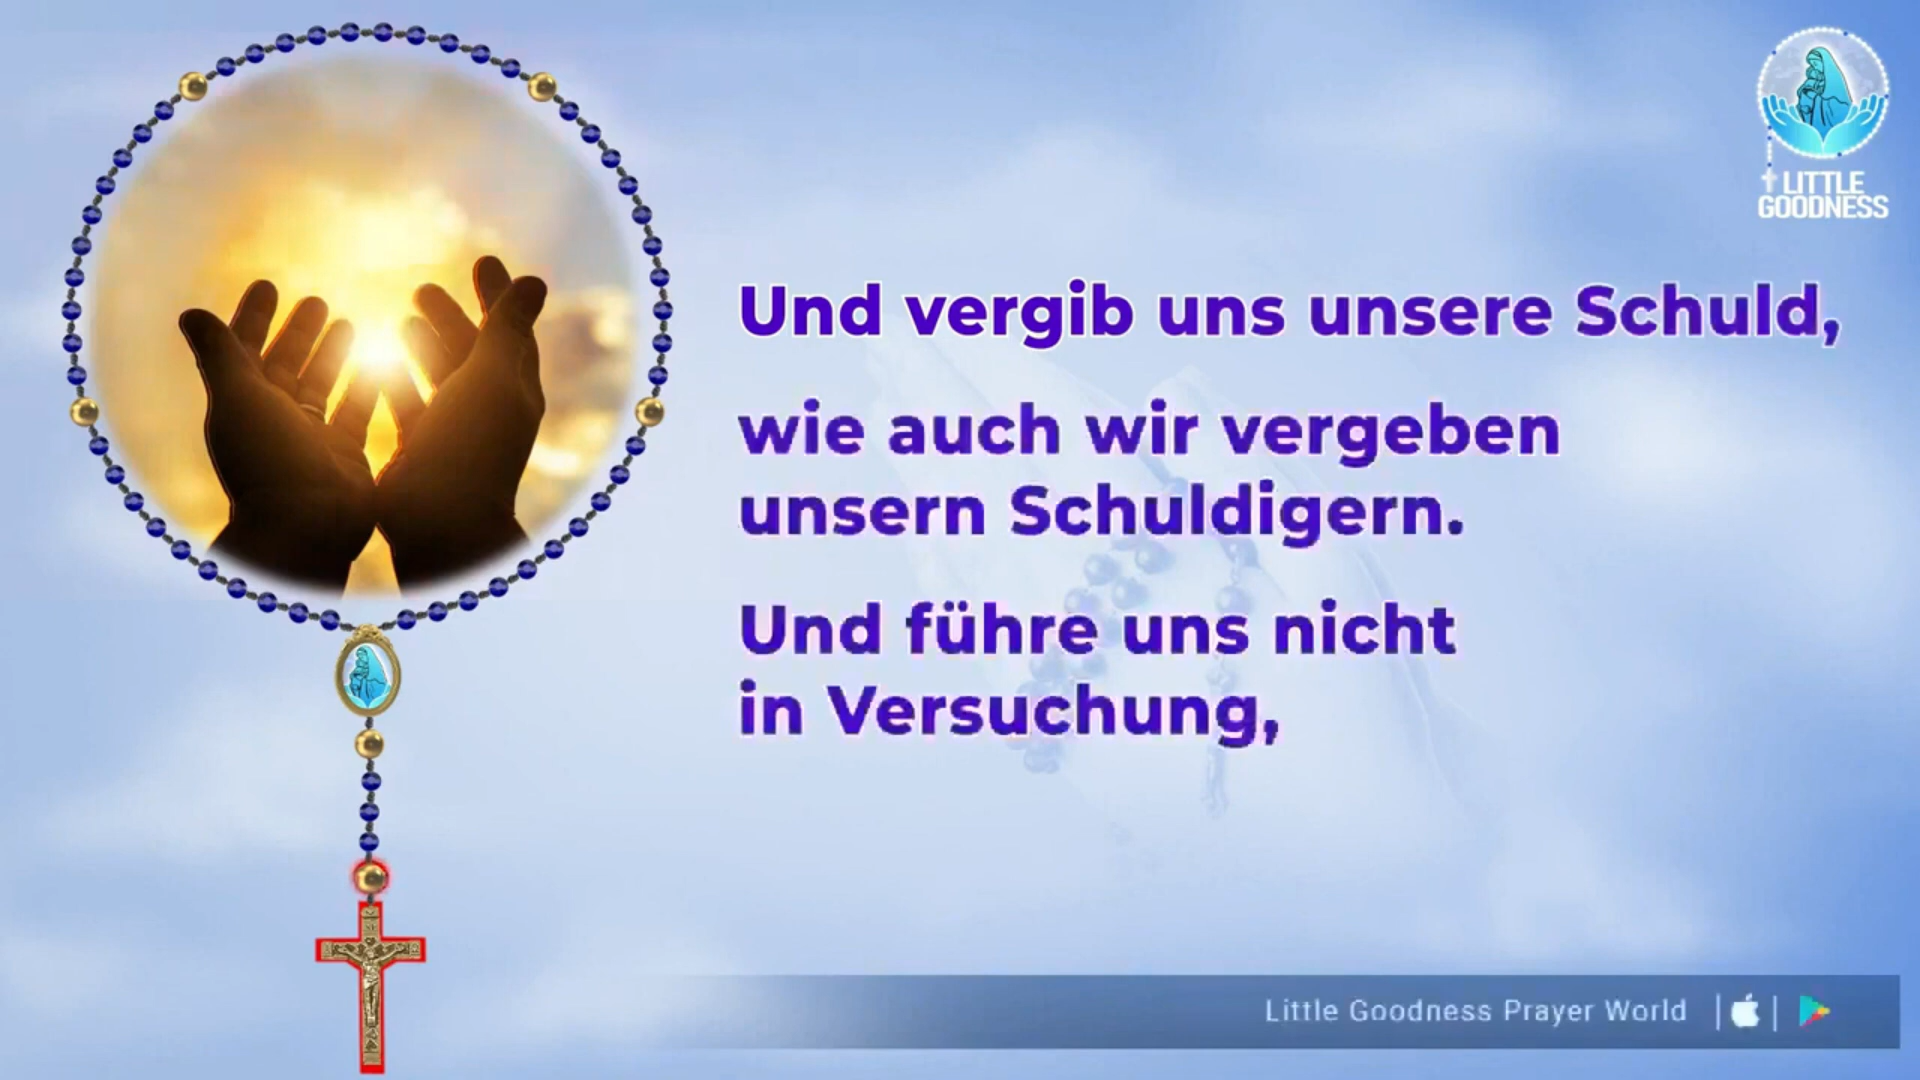 LITTLE
GOODNESS
Und vergib uns unsere Schuld,
wie auch wir vergeben
unsern Schuldigern.
Und führe uns nicht
in Versuchung,
Little Goodness Prayer World